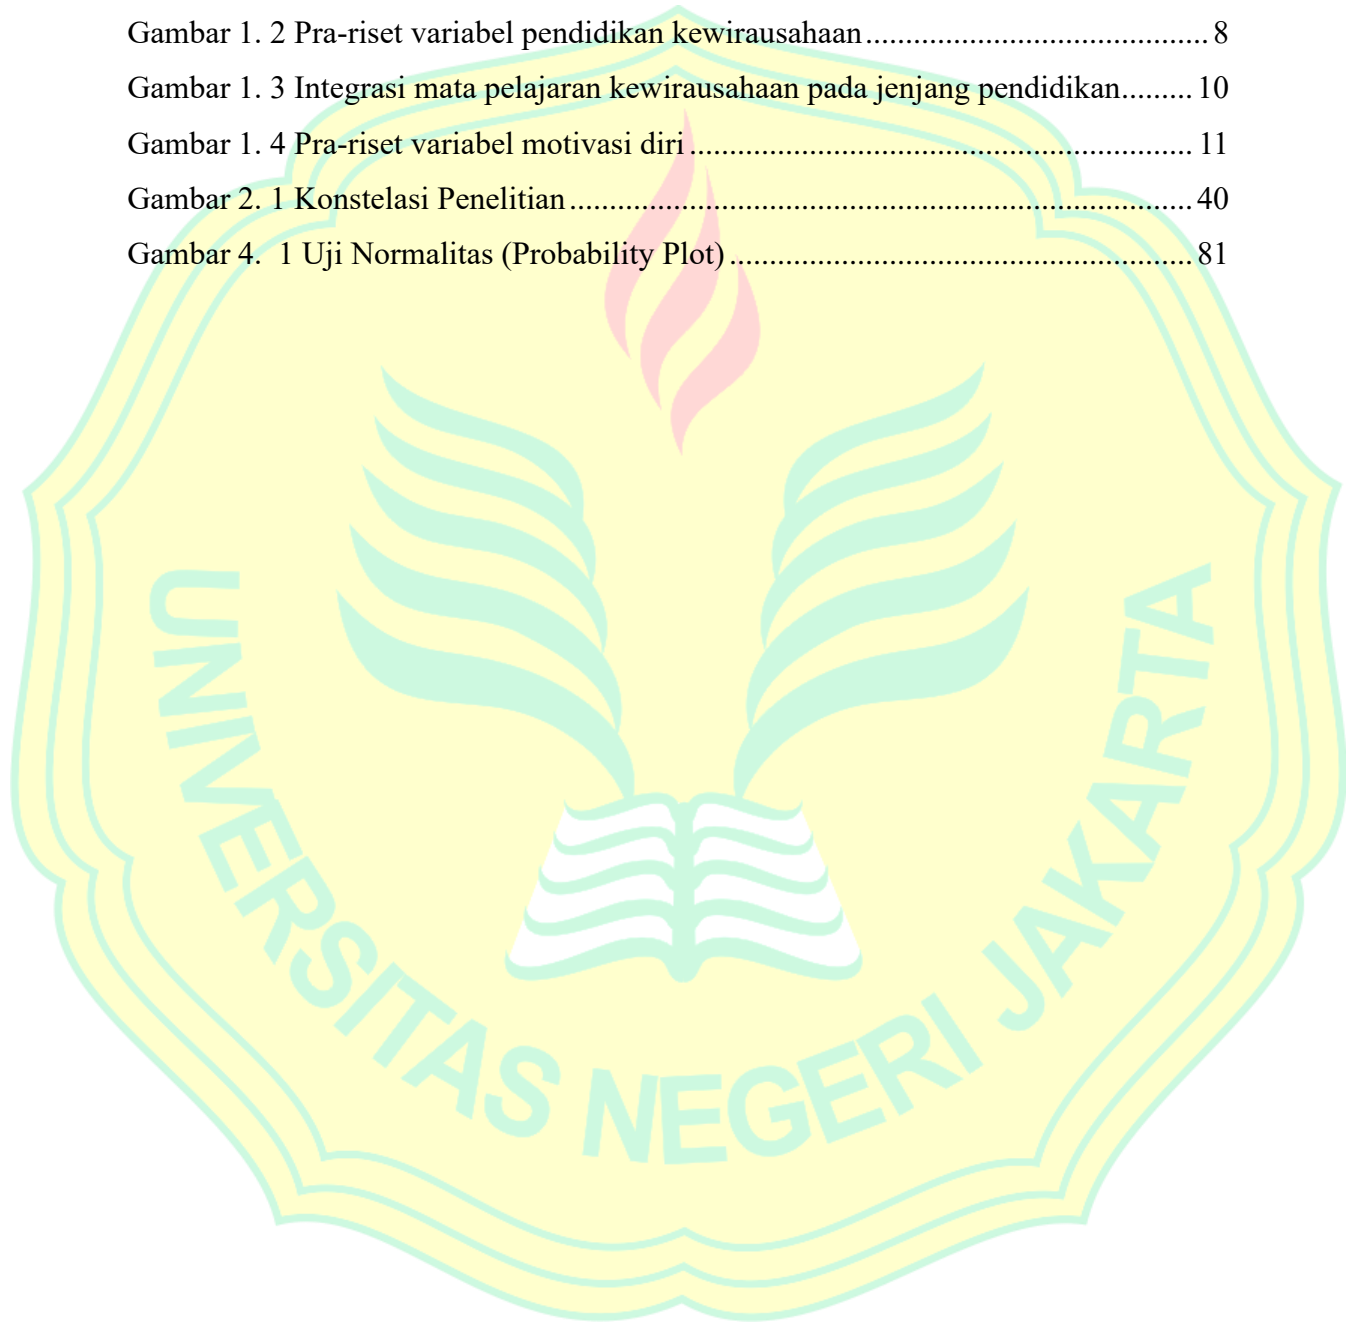 Gambar 1. 2 Pra-riset variabel pendidikan kewirausahaan........................................... 8
Gambar 1. 3 Integrasi mata pelajaran kewirausahaan pada jenjang pendidikan......... 10
Gambar 1. 4 Pra-riset variabel motivasi diri............................................................... 11
Gambar 2. 1 Konstelasi Penelitian.............................................................................. 40
Gambar 4.  1 Uji Normalitas (Probability Plot).......................................................... 81
UNIVERSITAS NEGERI JAKARTA